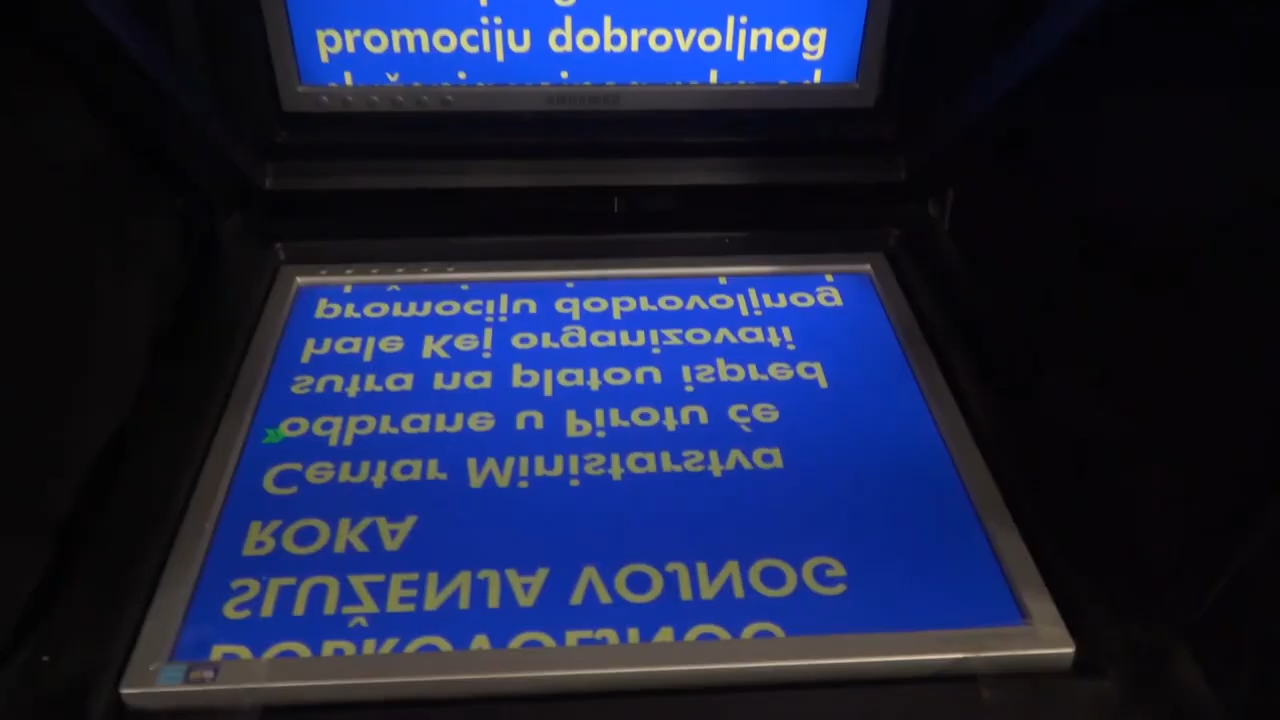 promociju dobrovoljnog
DOBROVOLJNOG
SLUŽENJA VOJNOG
ROKA
Centar Ministarstva
odbrane u Pirotu će
sutra na platou ispred
hale Kej organizovati
promociju dobrovoljnog